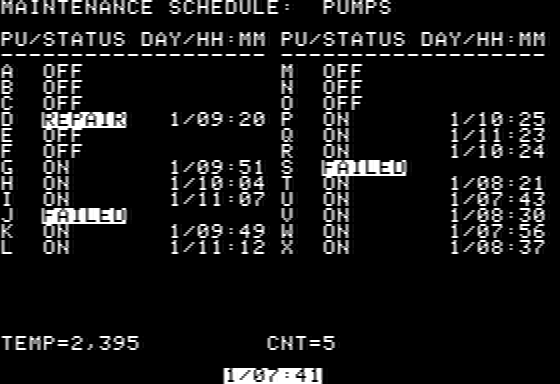 MAINTENANCE SCHEDULE: PUMPS
PU/STATUS DAY/HH:MM PU/STATUS DAY/HH:MM
A OFF M OFF
B OFF N OFF
C OFF O OFF
D REPAIR 1/09:20 P ON 1/10:25
E OFF Q ON 1/11:23
F OFF R ON 1/10:24
G ON 1/09:51 S FAILED
H ON 1/10:04 T ON 1/08:21
I ON 1/11:07 U ON 1/07:43
J FAILED V ON 1/08:30
K ON 1/09:49 W ON 1/07:56
L ON 1/11:12 X ON 1/08:37
TEMP=2,395 CNT=5
1/07:41